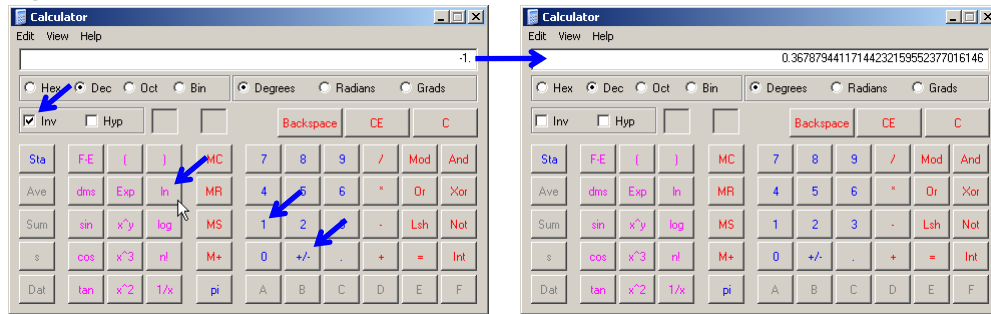 Calculator
Edit View Help
-1.
Hex Dec Oct Bin Degrees Radians Grads
Inv Hyp Backspace CE C
Sta F-E ( ) MC 7 8 9 / Mod And
Ave dms Exp ln MR 4 5 6 * Or Xor
Sum sin x^y log MS 1 2 3 - Lsh Not
s cos x^3 n! M+ 0 +/- . + = Int
Dat tan x^2 1/x pi A B C D E F
Calculator
Edit View Help
0.36787944117144232159552377016146
Hex Dec Oct Bin Degrees Radians Grads
Inv Hyp Backspace CE C
Sta F-E ( ) MC 7 8 9 / Mod And
Ave dms Exp ln MR 4 5 6 * Or Xor
Sum sin x^y log MS 1 2 3 - Lsh Not
s cos x^3 n! M+ 0 +/- . + = Int
Dat tan x^2 1/x pi A B C D E F